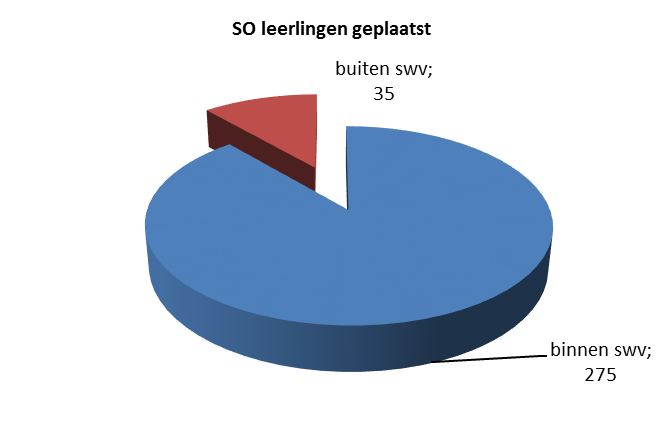 SO leerlingen geplaatst
buiten swv;
35
binnen swv;
275